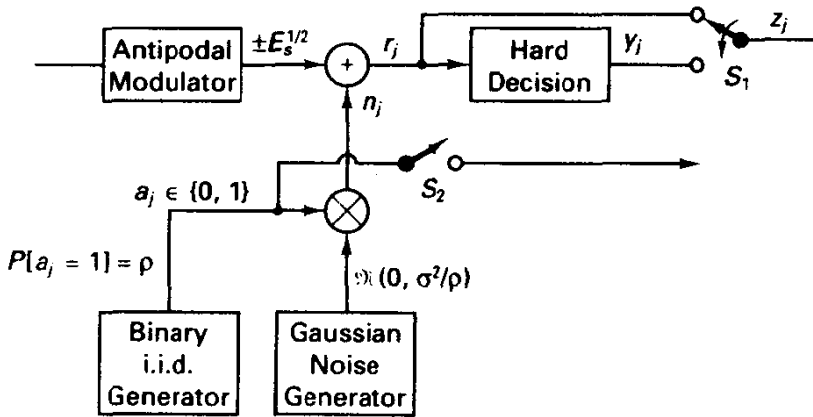 Antipodal
Modulator
±E_s^{1/2}
+
r_j
Hard
Decision
y_j
z_j
S_1
n_j
a_j ∈ {0, 1}
S_2
P[a_j = 1] = ρ
𝔑(0, σ²/ρ)
Binary
i.i.d.
Generator
Gaussian
Noise
Generator